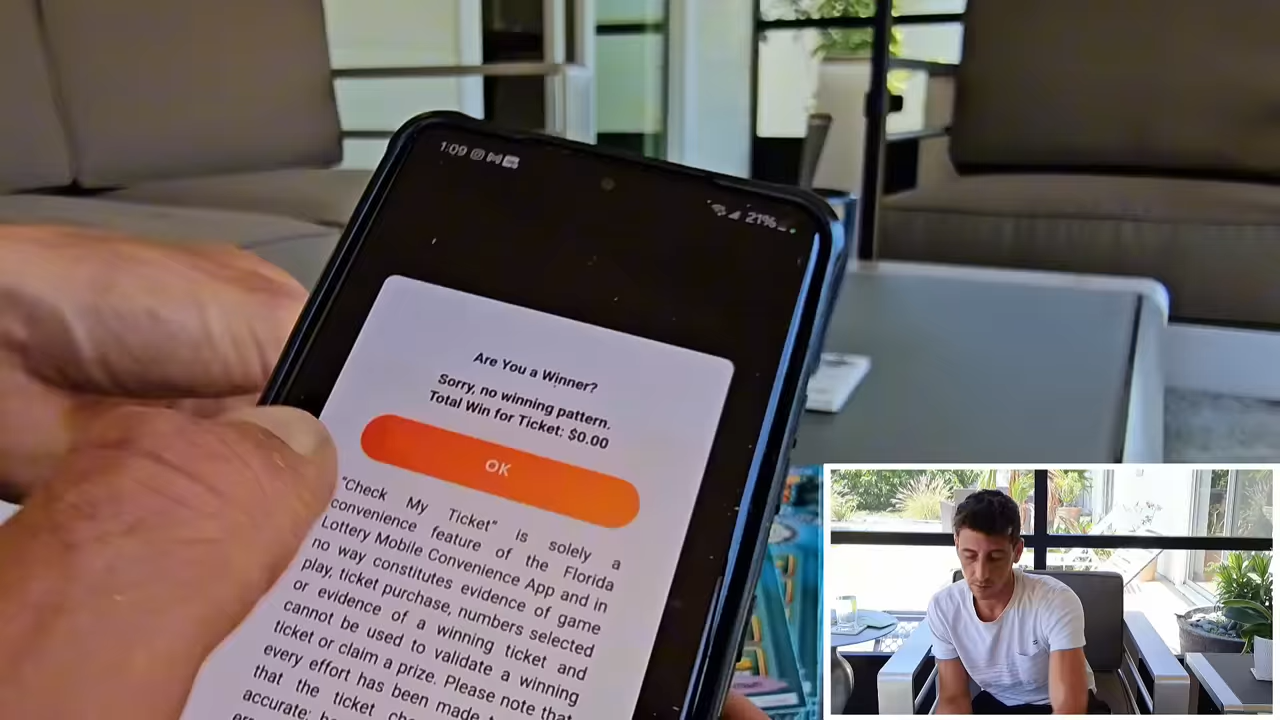 1:09
21%
Are You a Winner?
Sorry, no winning pattern.
Total Win for Ticket: $0.00
OK
"Check My Ticket" is solely a
convenience feature of the Florida
Lottery Mobile Convenience App and in
no way constitutes evidence of game
play, ticket purchase, numbers selected
or evidence of a winning ticket and
cannot be used to validate a winning
ticket or claim a prize. Please note that
every effort has been made
that the ticket
accurate;